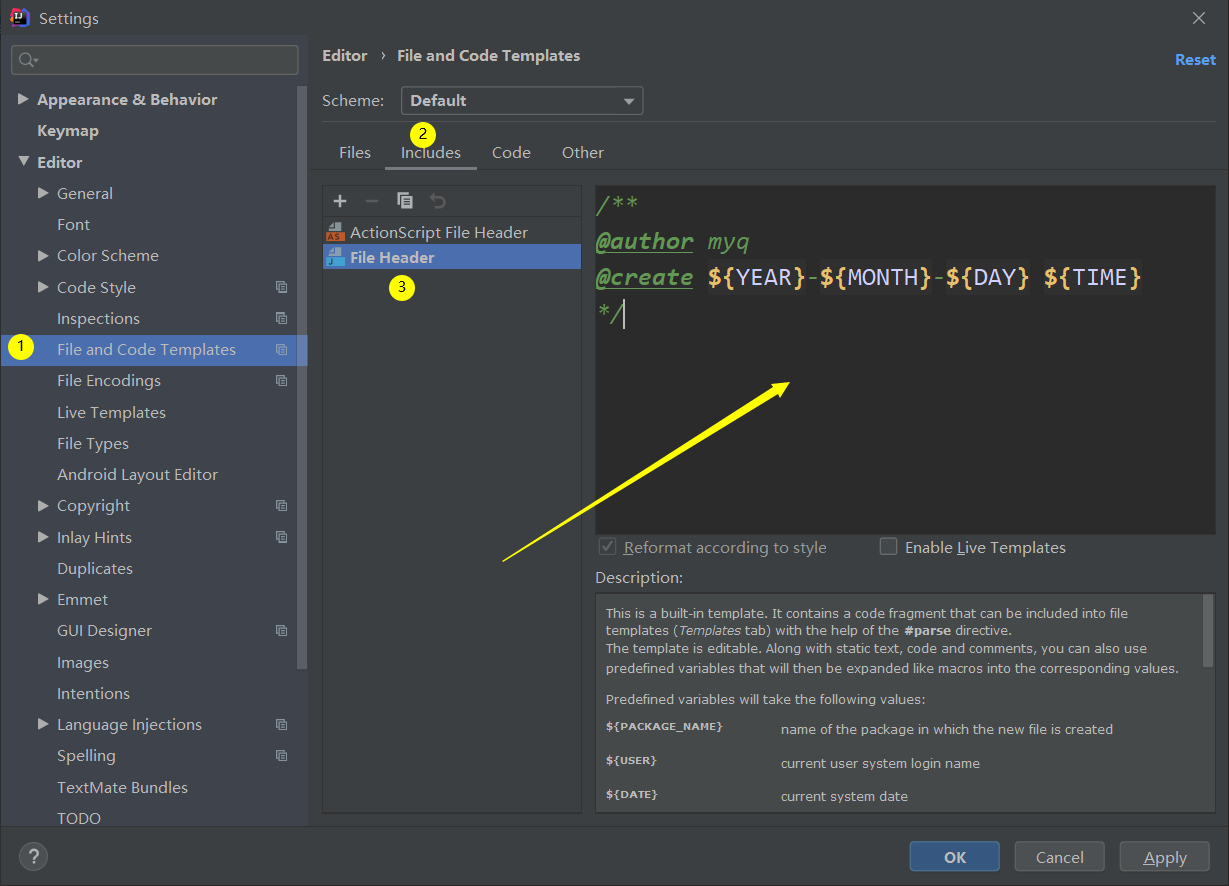 Settings
Editor › File and Code Templates
Reset
Scheme: Default
Appearance & Behavior
Keymap
Editor
General
Font
Color Scheme
Code Style
Inspections
1
File and Code Templates
File Encodings
Live Templates
File Types
Android Layout Editor
Copyright
Inlay Hints
Duplicates
Emmet
GUI Designer
Images
Intentions
Language Injections
Spelling
TextMate Bundles
TODO
2
Files Includes Code Other
ActionScript File Header
File Header
3
/**
@author myq
@create ${YEAR}-${MONTH}-${DAY} ${TIME}
*/
Reformat according to style
Enable Live Templates
Description:
This is a built-in template. It contains a code fragment that can be included into file
templates (Templates tab) with the help of the #parse directive.
The template is editable. Along with static text, code and comments, you can also use
predefined variables that will then be expanded like macros into the corresponding values.
Predefined variables will take the following values:
${PACKAGE_NAME} name of the package in which the new file is created
${USER} current user system login name
${DATE} current system date
?
OK Cancel Apply